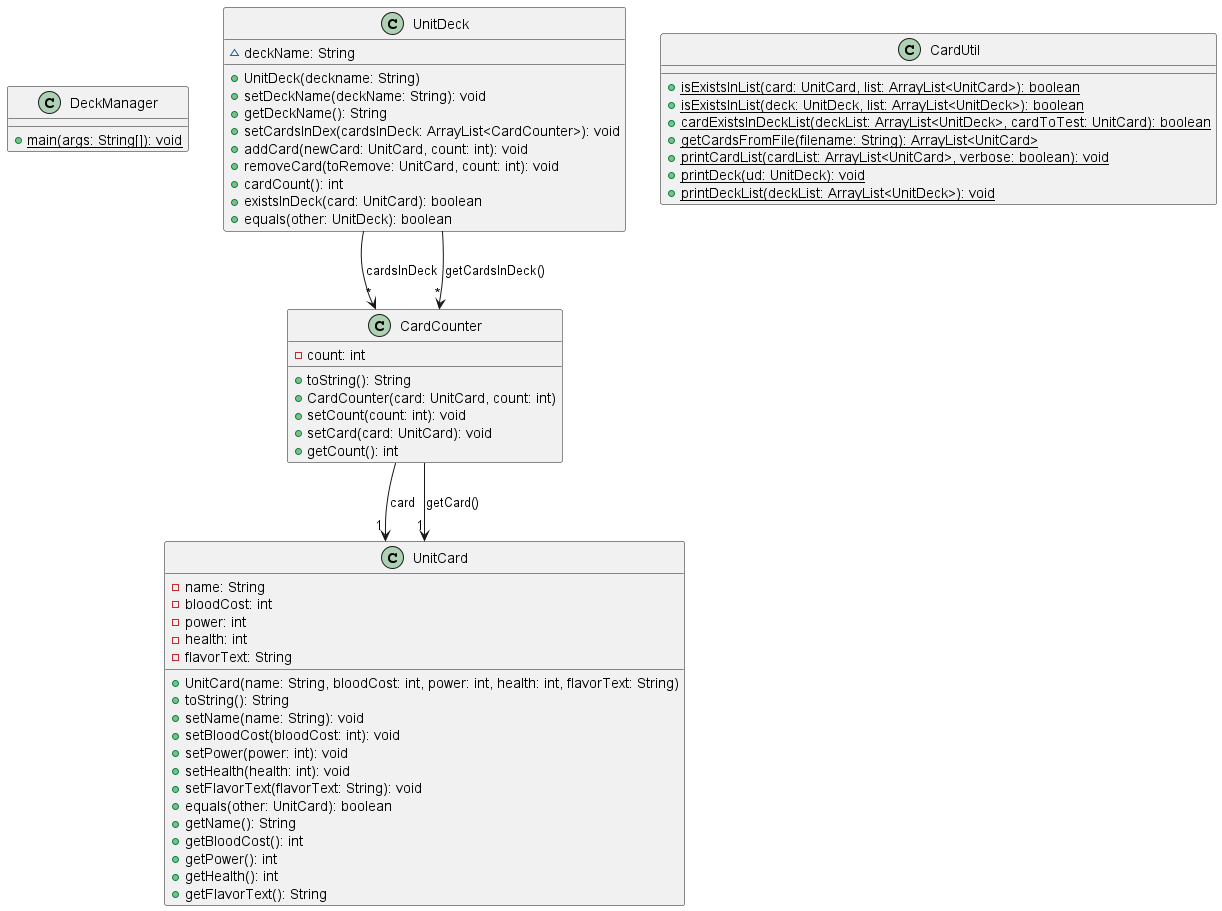 C DeckManager
main(args: String[]): void
C UnitDeck
deckName: String
UnitDeck(deckname: String)
setDeckName(deckName: String): void
getDeckName(): String
setCardsInDex(cardsInDeck: ArrayList<CardCounter>): void
addCard(newCard: UnitCard, count: int): void
removeCard(toRemove: UnitCard, count: int): void
cardCount(): int
existsInDeck(card: UnitCard): boolean
equals(other: UnitDeck): boolean
C CardUtil
isExistsInList(card: UnitCard, list: ArrayList<UnitCard>): boolean
isExistsInList(deck: UnitDeck, list: ArrayList<UnitDeck>): boolean
cardExistsInDeckList(deckList: ArrayList<UnitDeck>, cardToTest: UnitCard): boolean
getCardsFromFile(filename: String): ArrayList<UnitCard>
printCardList(cardList: ArrayList<UnitCard>, verbose: boolean): void
printDeck(ud: UnitDeck): void
printDeckList(deckList: ArrayList<UnitDeck>): void
cardsInDeck
getCardsInDeck()
*
*
C CardCounter
count: int
toString(): String
CardCounter(card: UnitCard, count: int)
setCount(count: int): void
setCard(card: UnitCard): void
getCount(): int
card
getCard()
1
1
C UnitCard
name: String
bloodCost: int
power: int
health: int
flavorText: String
UnitCard(name: String, bloodCost: int, power: int, health: int, flavorText: String)
toString(): String
setName(name: String): void
setBloodCost(bloodCost: int): void
setPower(power: int): void
setHealth(health: int): void
setFlavorText(flavorText: String): void
equals(other: UnitCard): boolean
getName(): String
getBloodCost(): int
getPower(): int
getHealth(): int
getFlavorText(): String